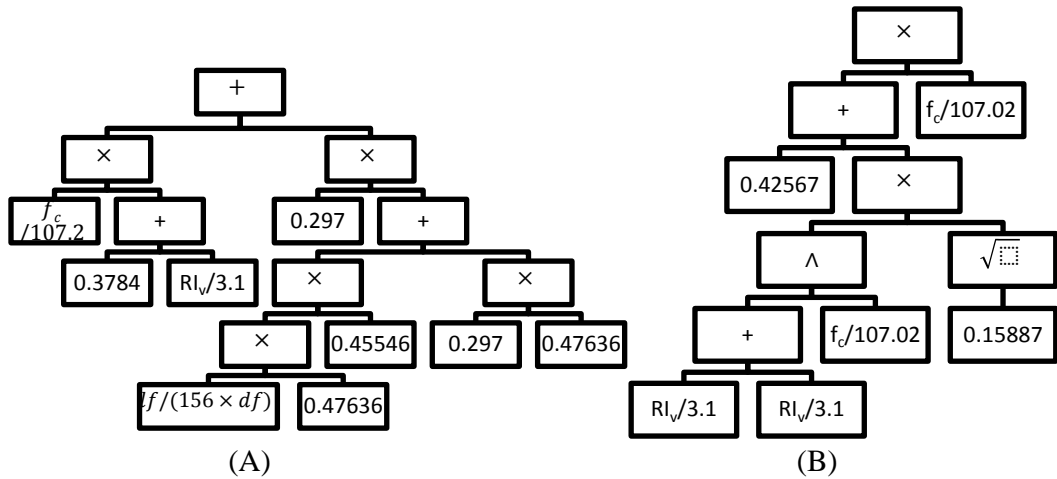 ×
+
+
f_c/107.02
×
×
0.42567
×
f_c
/107.2
+
0.297
+
∧
√
0.3784
RI_v/3.1
×
×
+
f_c/107.02
0.15887
×
0.45546
0.297
0.47636
lf/(156 × df)
0.47636
RI_v/3.1
RI_v/3.1
(A)
(B)